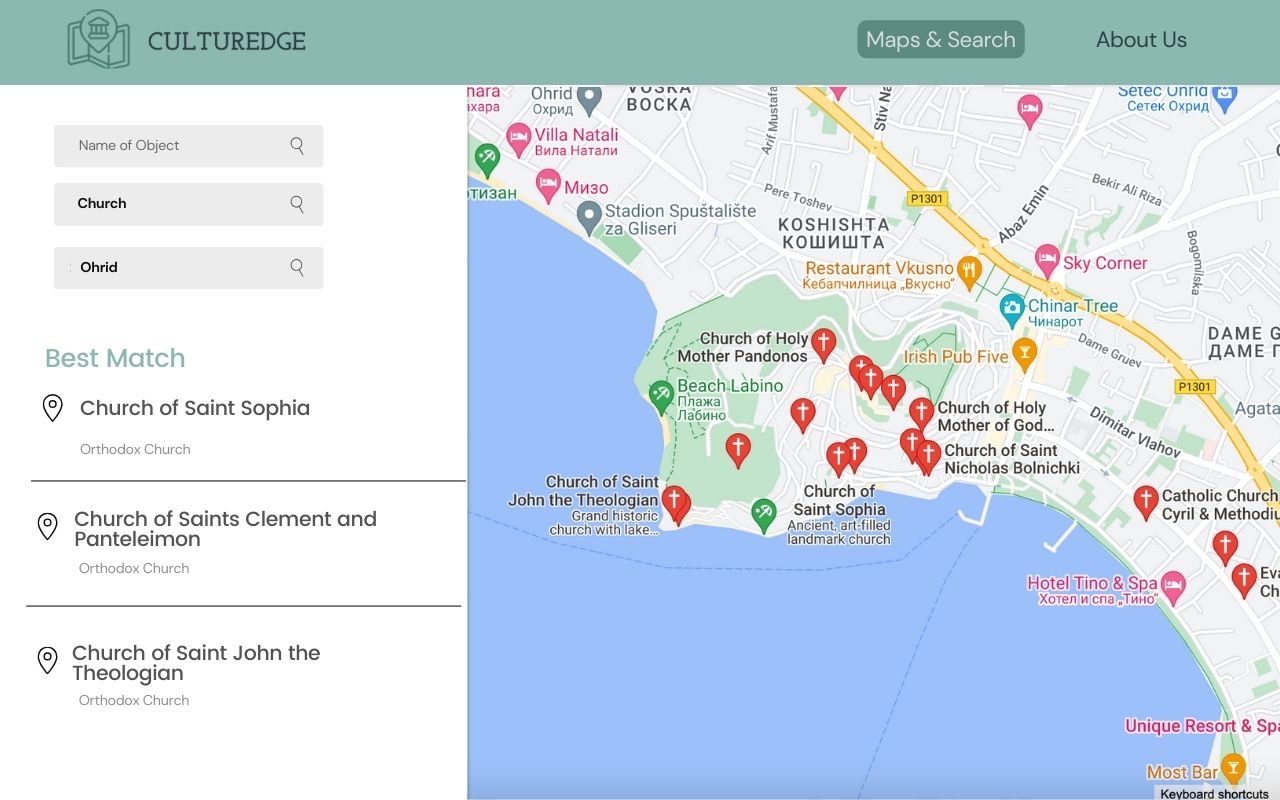 CULTUREDGE
Maps & Search
About Us
Name of Object
Church
Ohrid
Best Match
Church of Saint Sophia
Orthodox Church
Church of Saints Clement and
Panteleimon
Orthodox Church
Church of Saint John the
Theologian
Orthodox Church
Ohrid
Охрид
ВОСКА
Arif Mustafa
Stiv Na
Setec Ohrid
Сетек Охрид
Villa Natali
Вила Натали
Мизо
Stadion Spuštalište
za Gliseri
Pere Toshev
P1301
Abaz Emin
Bekir Ali Riza
Bogomilska
KOSHISHTA
КОШИШТА
Restaurant Vkusno
Кебапчилница „Вкусно“
Sky Corner
Chinar Tree
Чинарот
DAME G
ДАМЕ Г
Dame Gruev
Church of Holy
Mother Pandonos
Irish Pub Five
P1301
Beach Labino
Плажа
Лабино
Church of Holy
Mother of God...
Agata
Dimitar Vlahov
Church of Saint
Nicholas Bolnichki
Church of Saint
John the Theologian
Grand historic
church with lake...
Church of
Saint Sophia
Ancient, art-filled
landmark church
Catholic Church
Cyril & Methodiu
Eva
Ch
Hotel Tino & Spa
Хотел и спа „Тино“
Unique Resort & Spa
Most Bar
Keyboard shortcuts